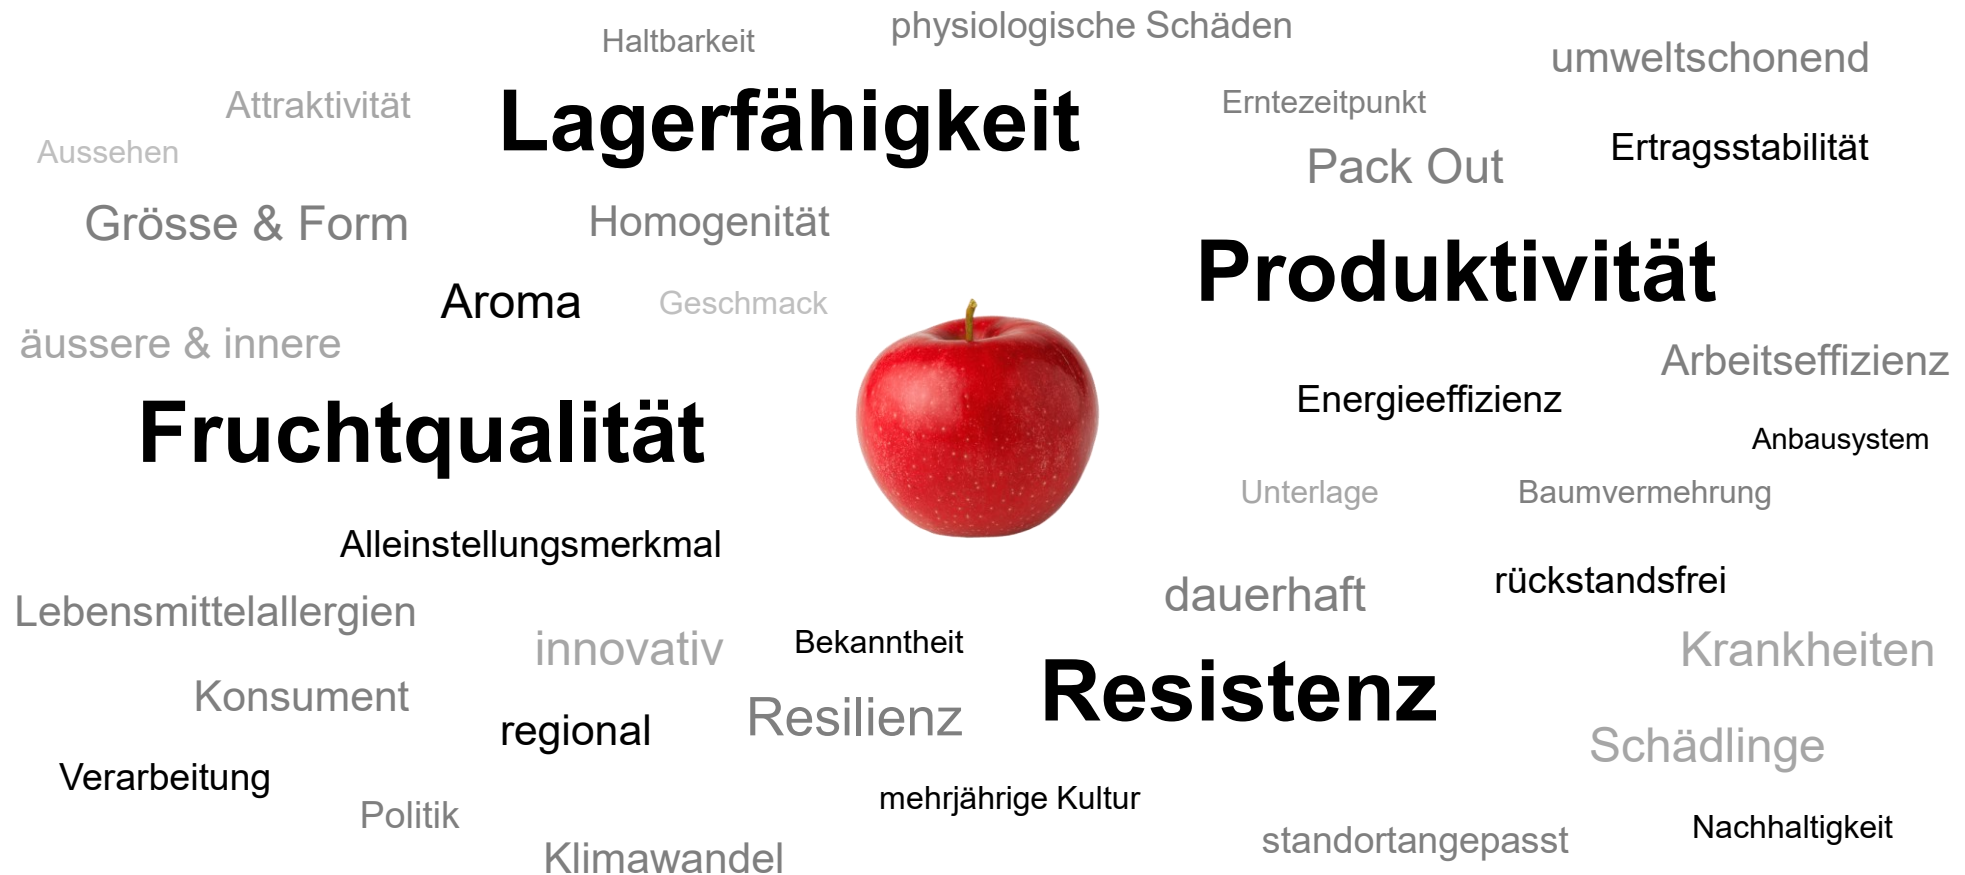 physiologische Schäden
Haltbarkeit
umweltschonend
Attraktivität
Lagerfähigkeit
Erntezeitpunkt
Aussehen
Pack Out
Ertragsstabilität
Grösse & Form
Homogenität
Produktivität
Aroma
Geschmack
äussere & innere
Arbeitseffizienz
Energieeffizienz
Fruchtqualität
Anbausystem
Unterlage
Baumvermehrung
Alleinstellungsmerkmal
dauerhaft
rückstandsfrei
Lebensmittelallergien
innovativ
Bekanntheit
Krankheiten
Konsument
Resistenz
regional
Resilienz
Schädlinge
Verarbeitung
mehrjährige Kultur
Politik
Nachhaltigkeit
standortangepasst
Klimawandel